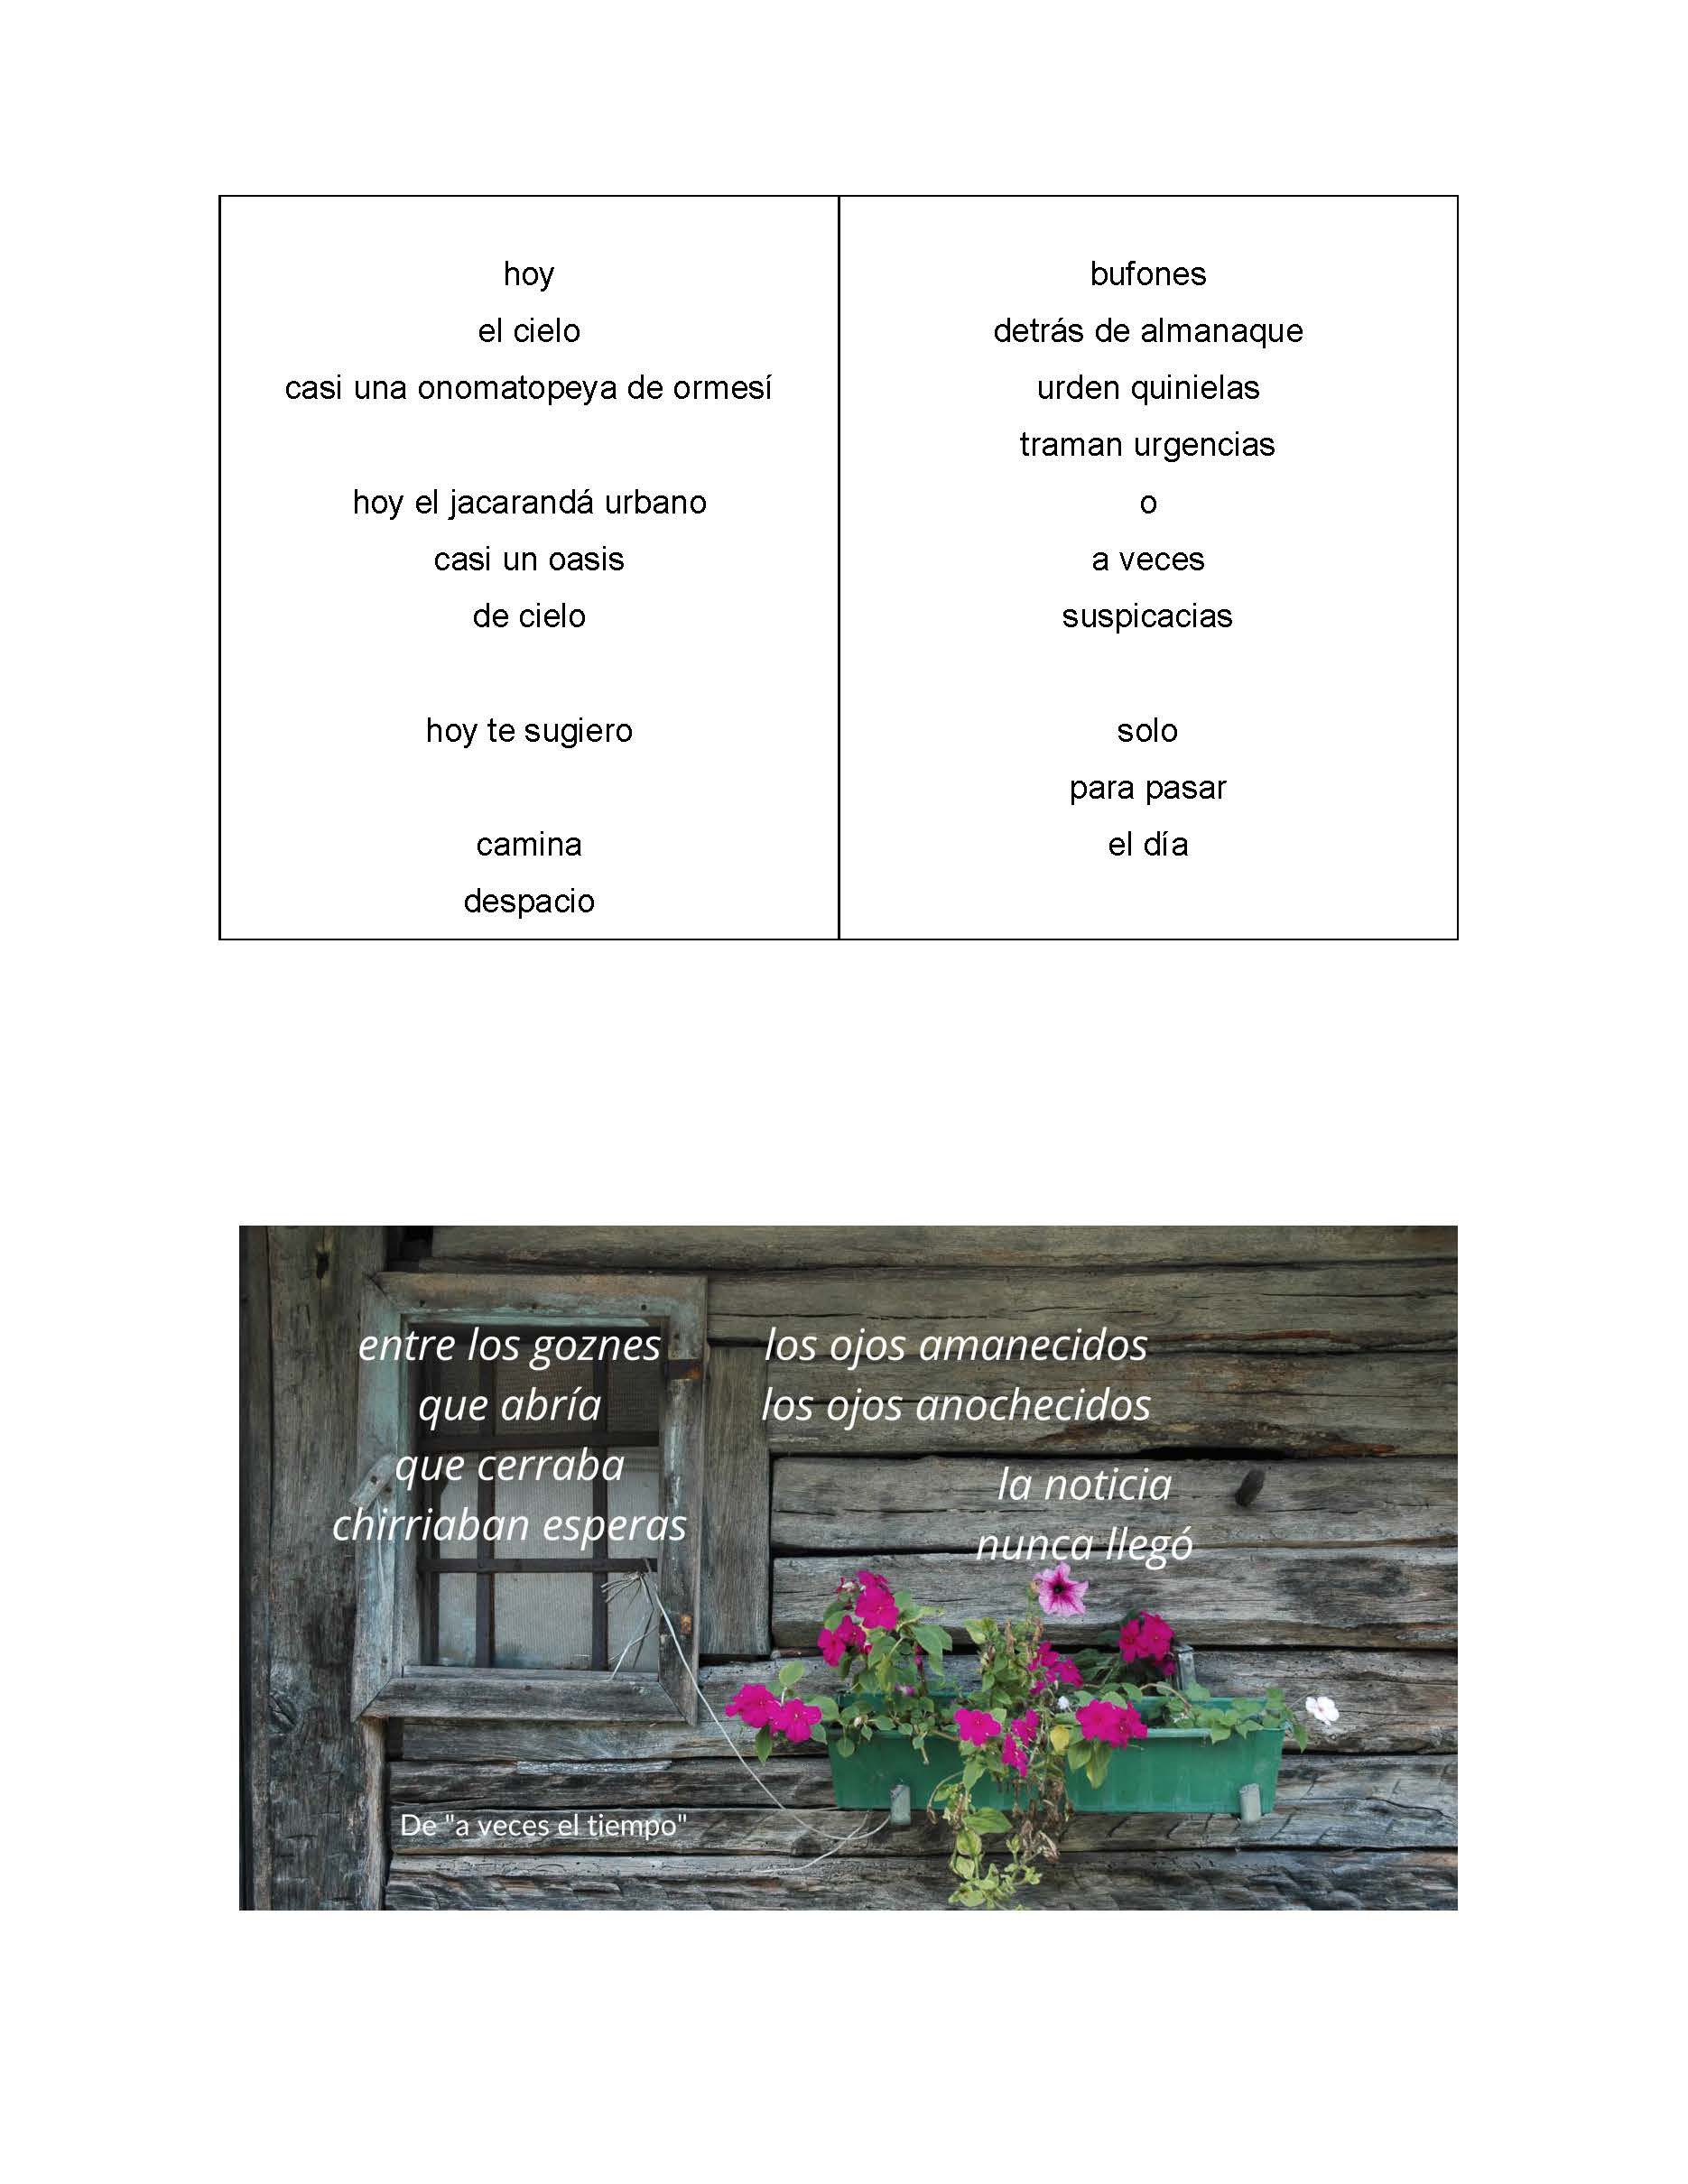 hoy
el cielo
casi una onomatopeya de ormesí
hoy el jacarandá urbano
casi un oasis
de cielo
hoy te sugiero
camina
despacio
bufones
detrás de almanaque
urden quinielas
traman urgencias
o
a veces
suspicacias
solo
para pasar
el día
entre los goznes
que abría
que cerraba
chirriaban esperas
los ojos amanecidos
los ojos anochecidos
la noticia
nunca llegó
De "a veces el tiempo"